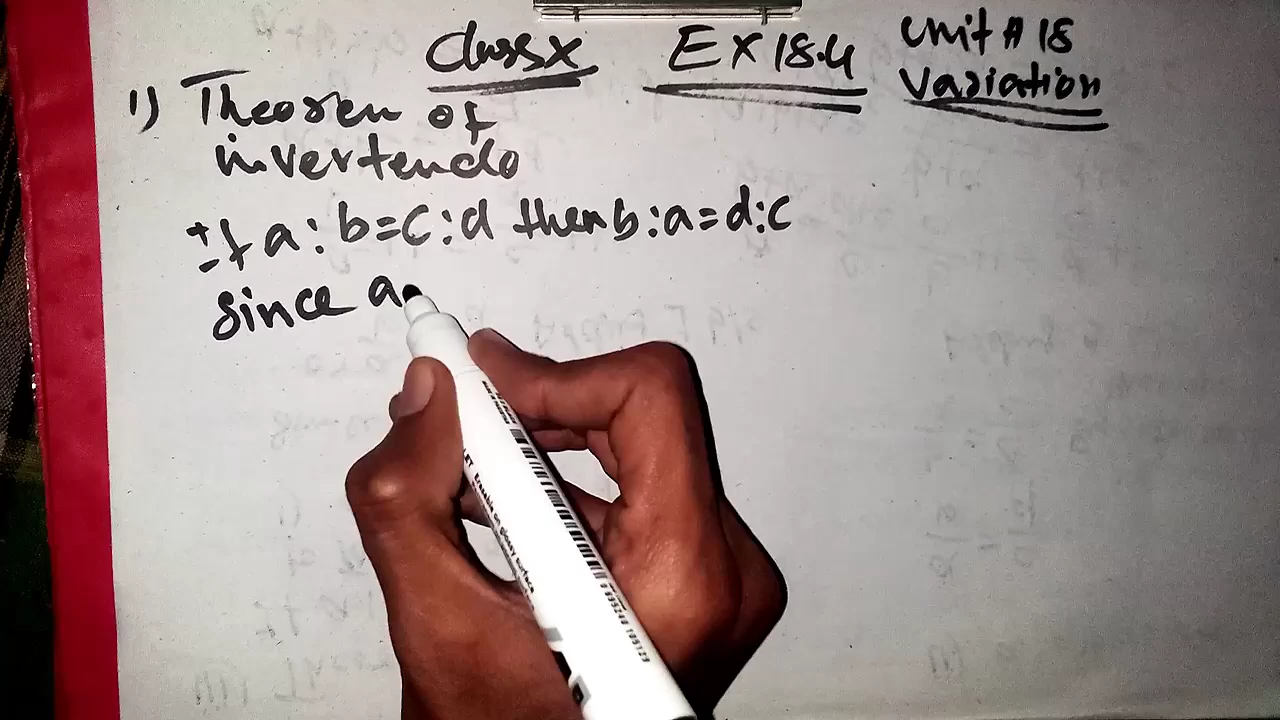 Class X EX 18.4 Unit # 18
Variation
1) Theorem of
invertendo
If a : b = c : d then b : a = d : c
since a